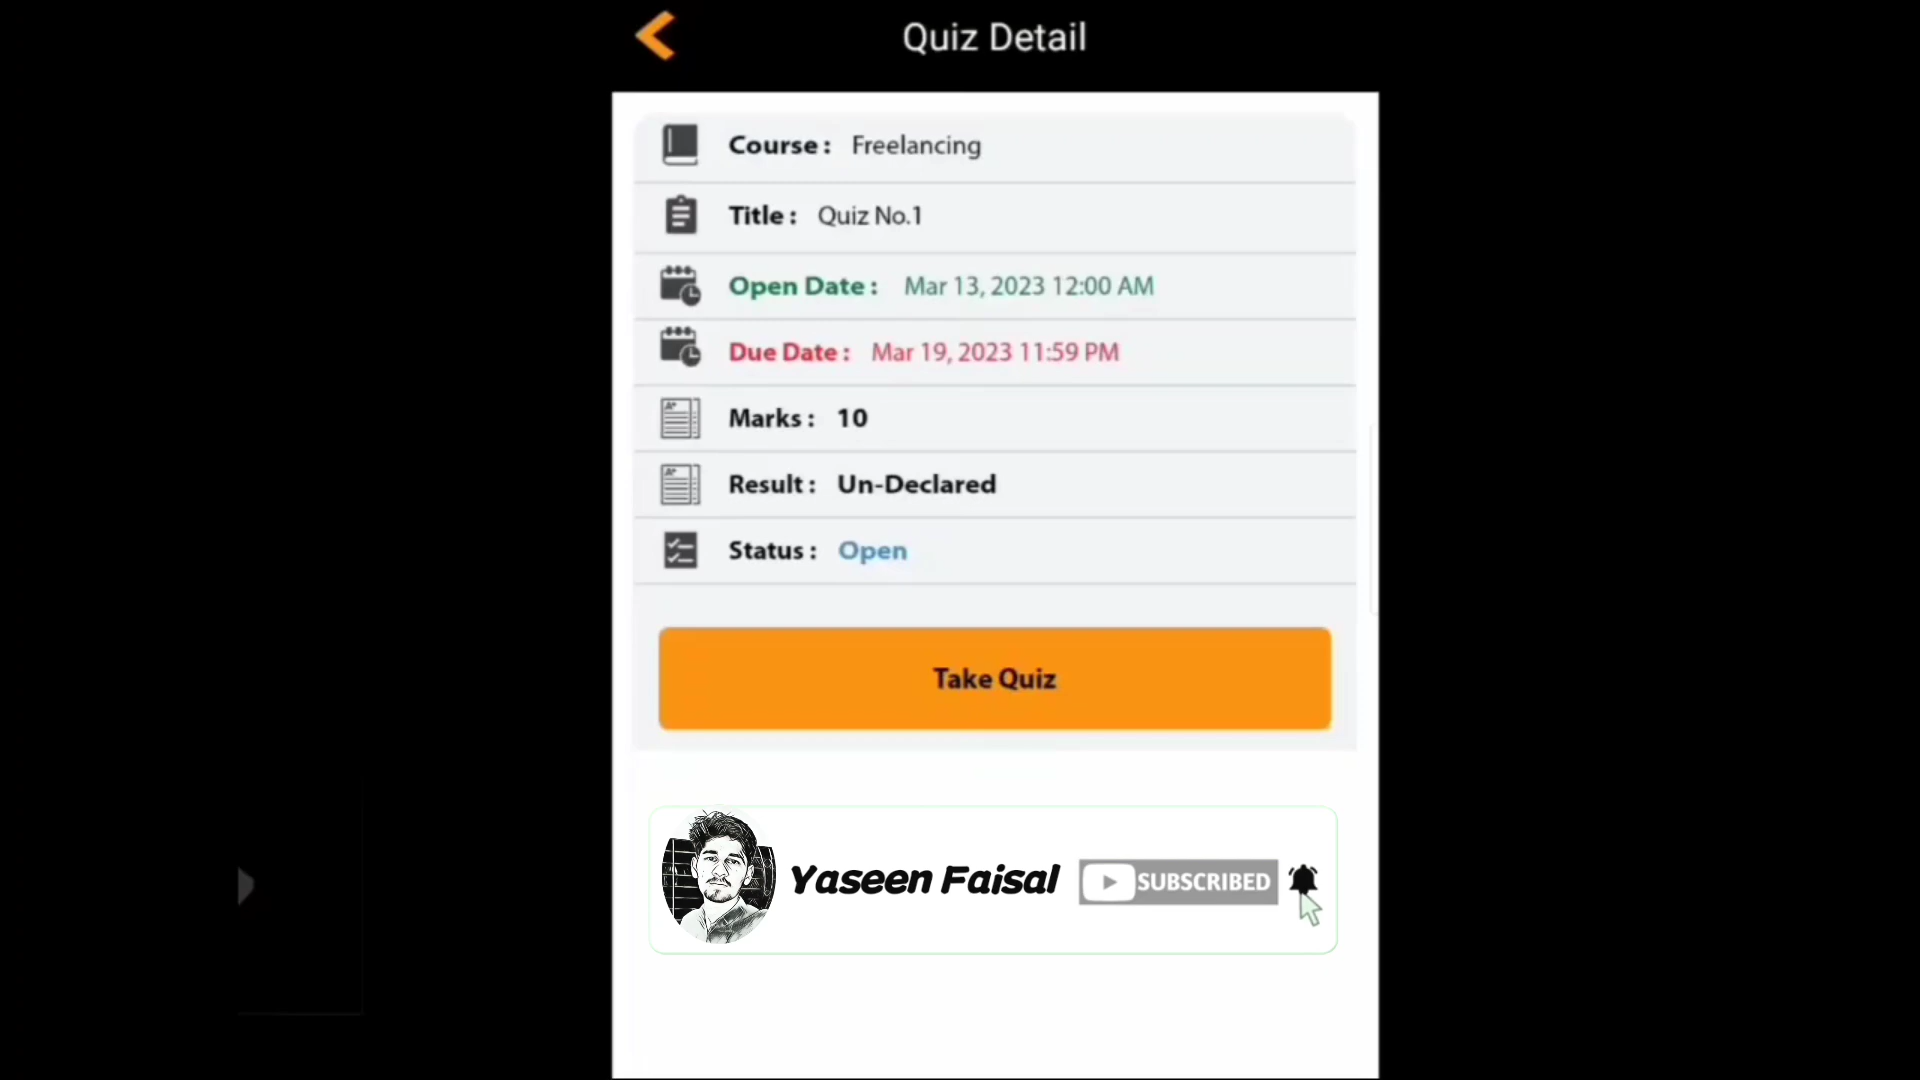 Quiz Detail
Course : Freelancing
Title : Quiz No.1
Open Date : Mar 13, 2023 12:00 AM
Due Date : Mar 19, 2023 11:59 PM
Marks : 10
Result : Un-Declared
Status : Open
Take Quiz
Yaseen Faisal SUBSCRIBED